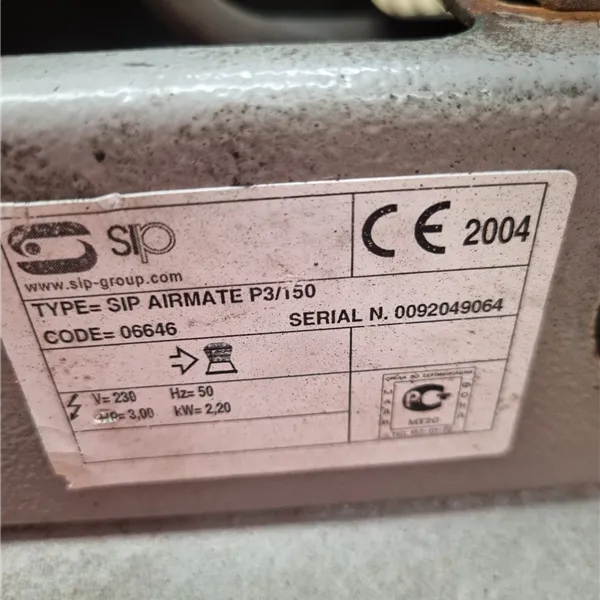 SIP
CE 2004
www.sip-group.com
TYPE= SIP AIRMATE P3/150
CODE= 06646 SERIAL N. 0092049064
V= 230 Hz= 50
HP= 3,00 kW= 2,20
MX20